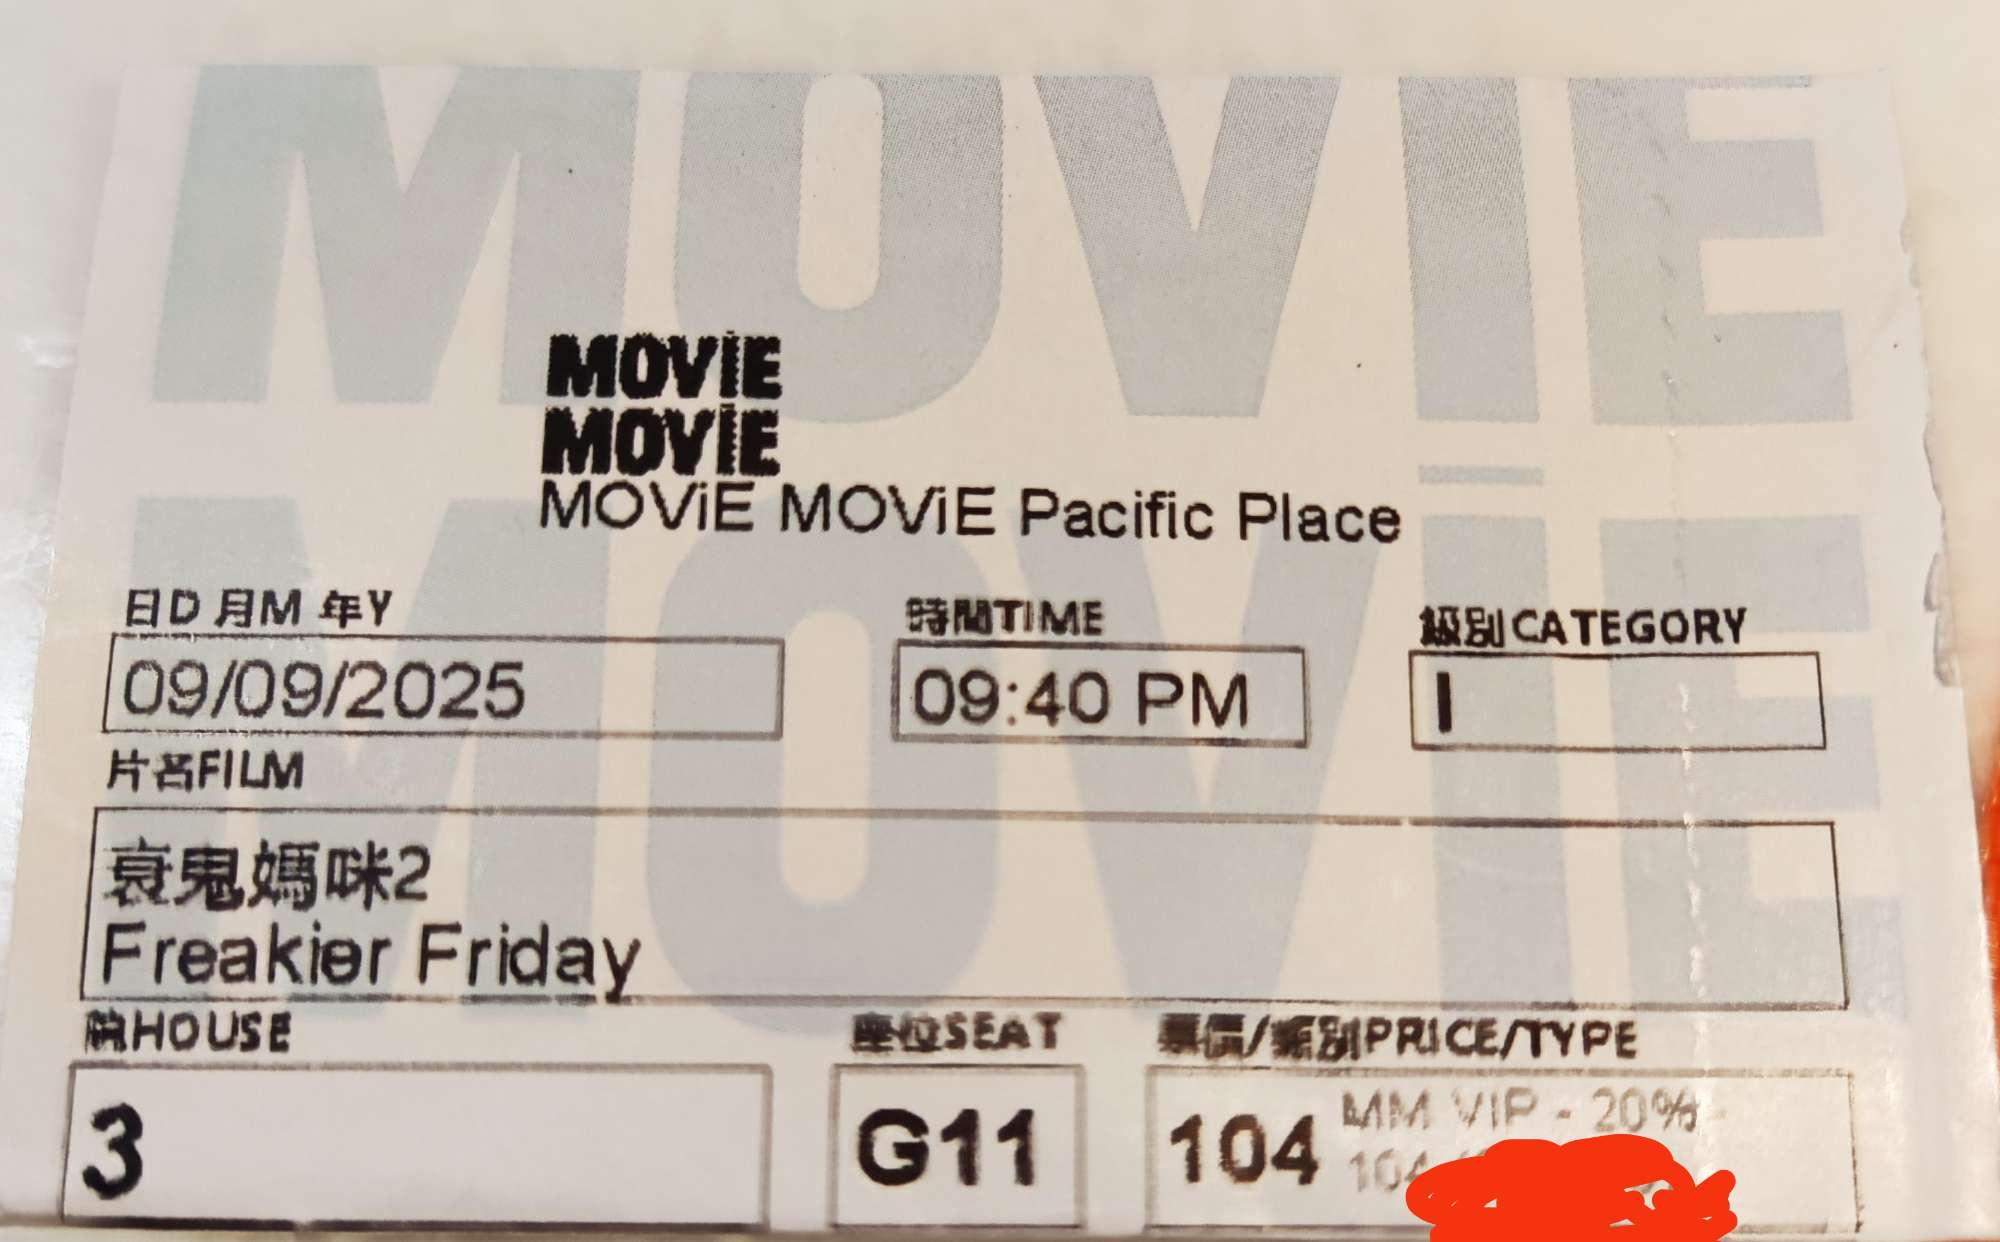 MOViE
MOViE
MOViE
MOViE
MOViE MOViE Pacific Place
日D 月M 年Y 時間TIME 級別CATEGORY
09/09/2025 09:40 PM I
片名FILM
衰鬼媽咪2
Freakier Friday
院HOUSE 座位SEAT 票價/類別PRICE/TYPE
3 G11 104 MM VIP - 20% -
104